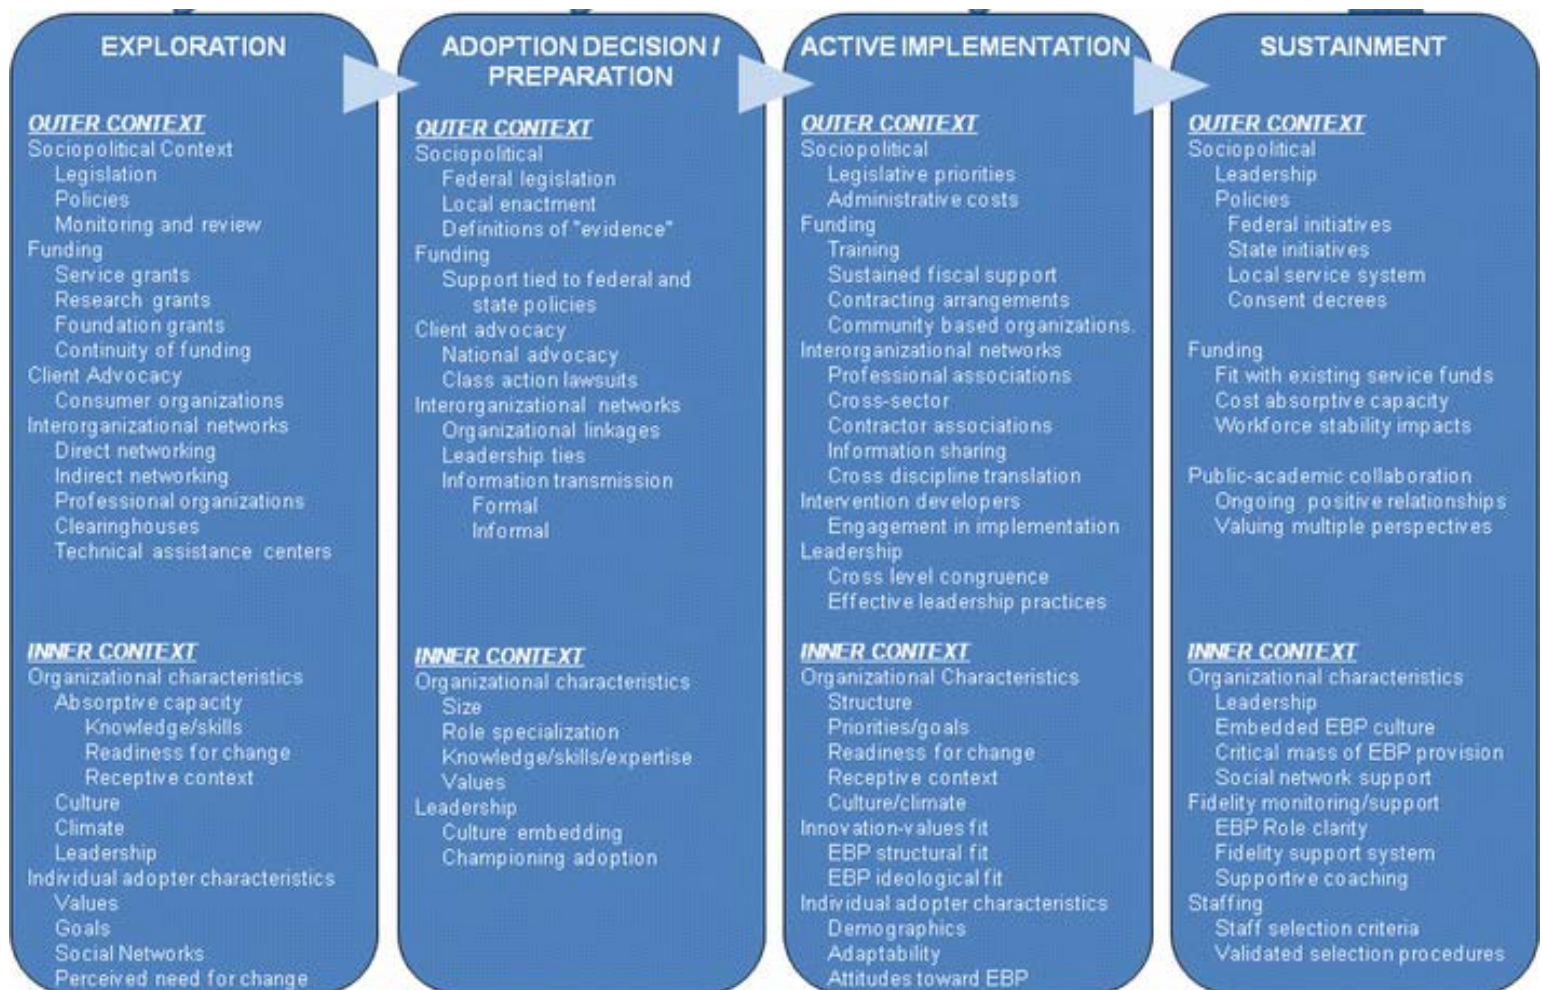 EXPLORATION
OUTER CONTEXT
Sociopolitical Context
Legislation
Policies
Monitoring and review
Funding
Service grants
Research grants
Foundation grants
Continuity of funding
Client Advocacy
Consumer organizations
Interorganizational networks
Direct networking
Indirect networking
Professional organizations
Clearinghouses
Technical assistance centers
INNER CONTEXT
Organizational characteristics
Absorptive capacity
Knowledge/skills
Readiness for change
Receptive context
Culture
Climate
Leadership
Individual adopter characteristics
Values
Goals
Social Networks
Perceived need for change
ADOPTION DECISION /
PREPARATION
OUTER CONTEXT
Sociopolitical
Federal legislation
Local enactment
Definitions of "evidence"
Funding
Support tied to federal and
state policies
Client advocacy
National advocacy
Class action lawsuits
Interorganizational networks
Organizational linkages
Leadership ties
Information transmission
Formal
Informal
INNER CONTEXT
Organizational characteristics
Size
Role specialization
Knowledge/skills/expertise
Values
Leadership
Culture embedding
Championing adoption
ACTIVE IMPLEMENTATION
OUTER CONTEXT
Sociopolitical
Legislative priorities
Administrative costs
Funding
Training
Sustained fiscal support
Contracting arrangements
Community based organizations.
Interorganizational networks
Professional associations
Cross-sector
Contractor associations
Information sharing
Cross discipline translation
Intervention developers
Engagement in implementation
Leadership
Cross level congruence
Effective leadership practices
INNER CONTEXT
Organizational Characteristics
Structure
Priorities/goals
Readiness for change
Receptive context
Culture/climate
Innovation-values fit
EBP structural fit
EBP ideological fit
Individual adopter characteristics
Demographics
Adaptability
Attitudes toward EBP
SUSTAINMENT
OUTER CONTEXT
Sociopolitical
Leadership
Policies
Federal initiatives
State initiatives
Local service system
Consent decrees
Funding
Fit with existing service funds
Cost absorptive capacity
Workforce stability impacts
Public-academic collaboration
Ongoing positive relationships
Valuing multiple perspectives
INNER CONTEXT
Organizational characteristics
Leadership
Embedded EBP culture
Critical mass of EBP provision
Social network support
Fidelity monitoring/support
EBP Role clarity
Fidelity support system
Supportive coaching
Staffing
Staff selection criteria
Validated selection procedures